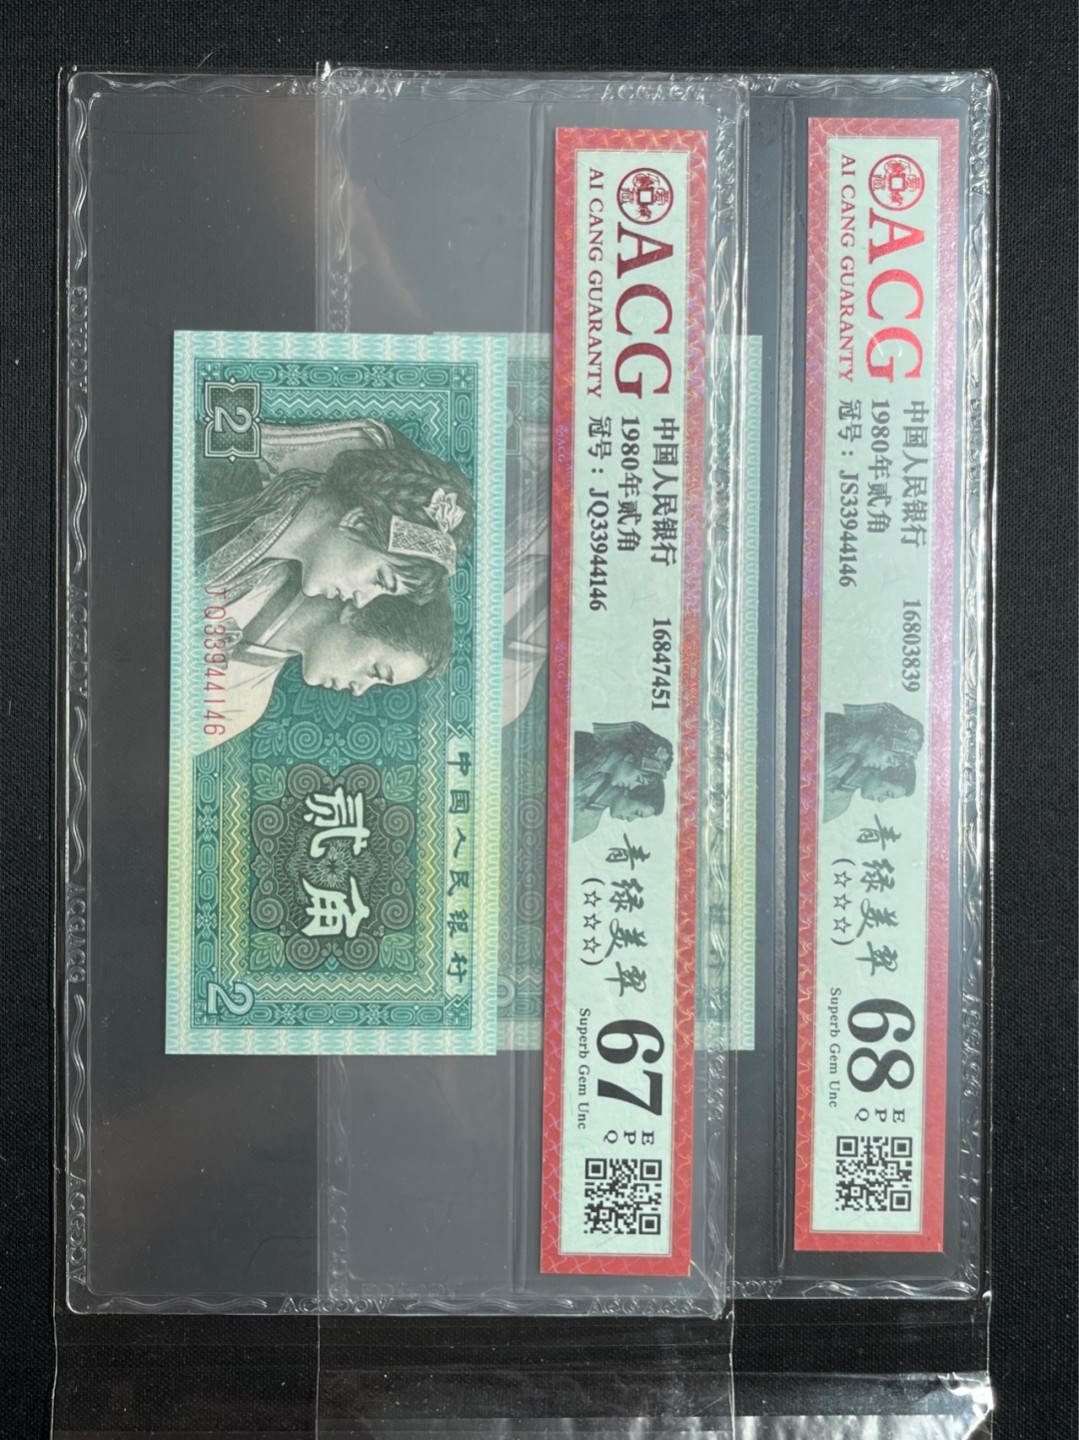 ACG
AI CANG GUARANTY
中国人民银行
1980年贰角
冠号：JS33944146
16803839
青绿美翠
(☆☆☆)
68
EPQ
Superb Gem Unc
ACG
AI CANG GUARANTY
中国人民银行
1980年贰角
冠号：JQ33944146
16847451
青绿美翠
(☆☆☆)
67
EPQ
Superb Gem Unc
中国人民银行
贰角
2
2
JQ33944146